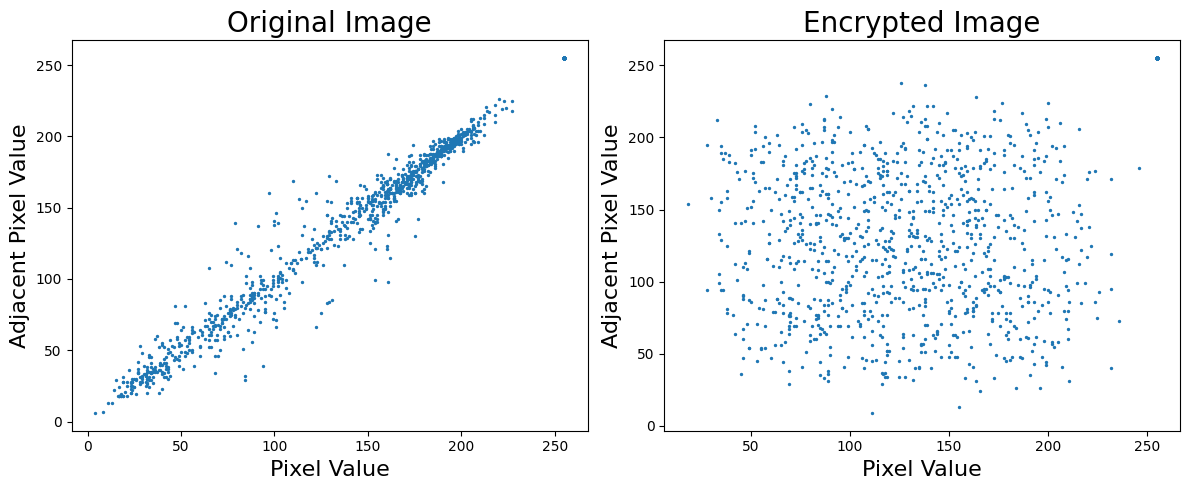 Original Image
Adjacent Pixel Value
250
200
150
100
50
0
0 50 100 150 200 250
Pixel Value
Encrypted Image
Adjacent Pixel Value
250
200
150
100
50
0
50 100 150 200 250
Pixel Value